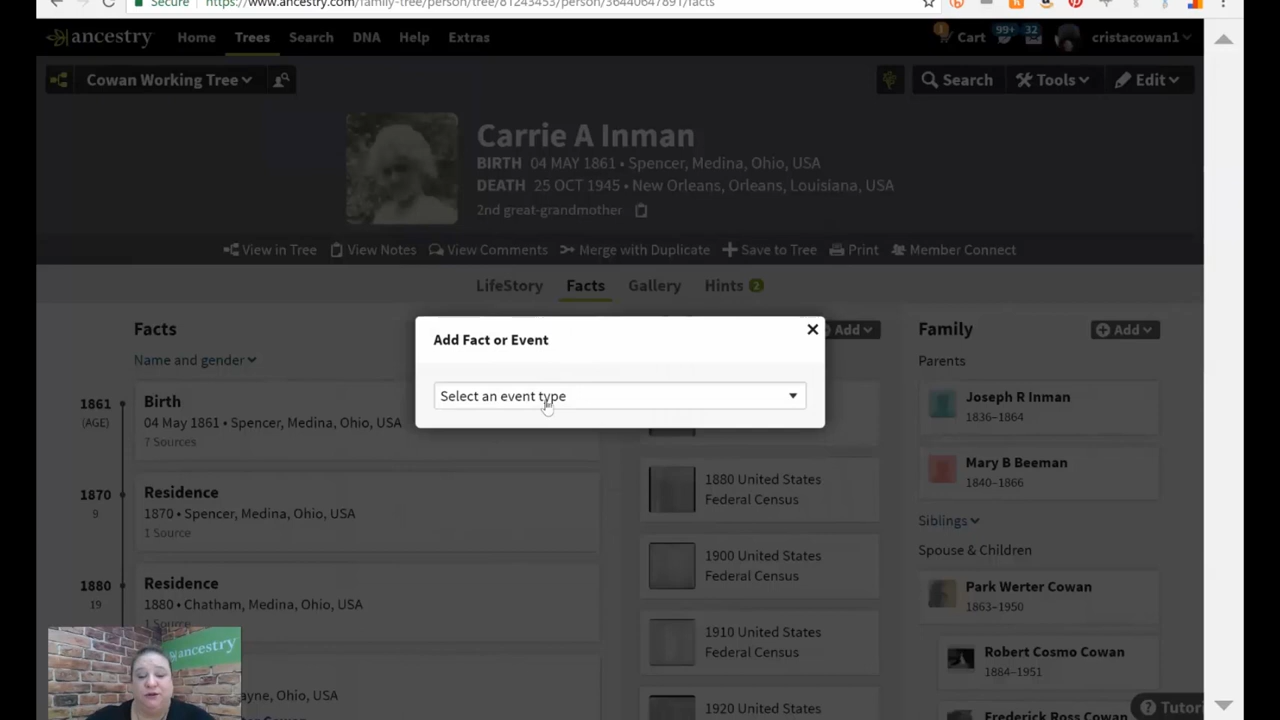 Secure https://www.ancestry.com/family-tree/person/tree/81243453/person/36440647891/facts
ancestry Home Trees Search DNA Help Extras 1 Cart 99+ 32 cristacowan1
Cowan Working Tree Search Tools Edit
Carrie A Inman
BIRTH 04 MAY 1861 • Spencer, Medina, Ohio, USA
DEATH 25 OCT 1945 • New Orleans, Orleans, Louisiana, USA
2nd great-grandmother
View in Tree View Notes View Comments Merge with Duplicate Save to Tree Print Member Connect
LifeStory Facts Gallery Hints 2
Facts
Name and gender
1861
(AGE)
Birth
04 May 1861 • Spencer, Medina, Ohio, USA
7 Sources
1870
9
Residence
1870 • Spencer, Medina, Ohio, USA
1 Source
1880
19
Residence
1880 • Chatham, Medina, Ohio, USA
1 Source
ayne, Ohio, USA
Add Fact or Event
Select an event type
Add
1880 United States
Federal Census
1900 United States
Federal Census
1910 United States
Federal Census
1920 United States
Family
Add
Parents
Joseph R Inman
1836–1864
Mary B Beeman
1840–1866
Siblings
Spouse & Children
Park Werter Cowan
1863–1950
Robert Cosmo Cowan
1884–1951
Frederick Ross Cowan
Tutor
ancestry